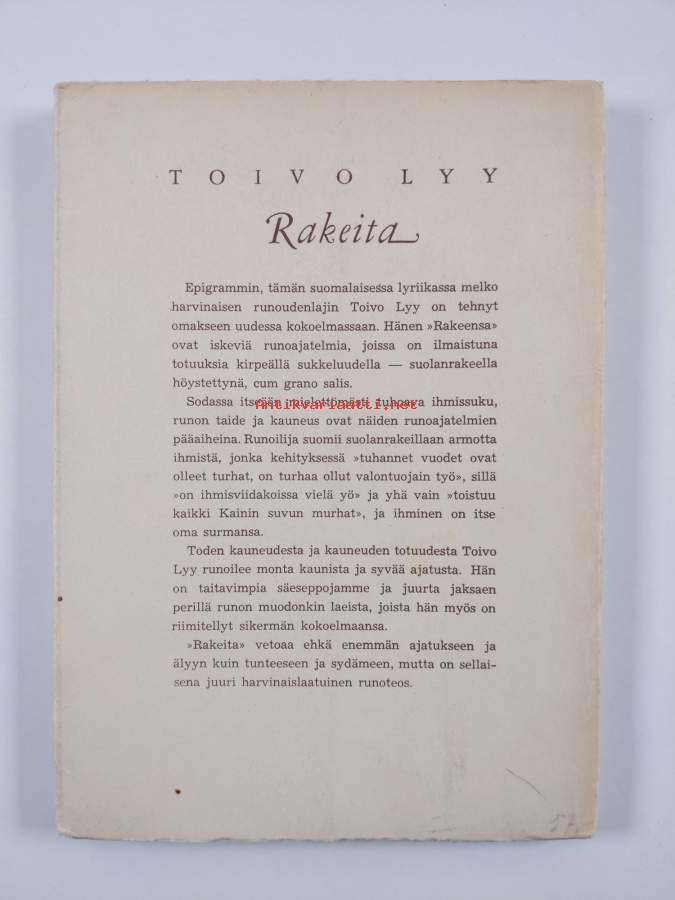 TOIVO LYY
Rakeita
Epigrammin, tämän suomalaisessa lyriikassa melko
harvinaisen runoudenlajin Toivo Lyy on tehnyt
omakseen uudessa kokoelmassaan. Hänen »Rakeensa»
ovat iskeviä runoajatelmia, joissa on ilmaistuna
totuuksia kirpeällä sukkeluudella — suolanrakeella
höystettynä, cum grano salis.
Sodassa itseään mielettömästi tuhoava ihmissuku,
antikvariaatti.net
runon taide ja kauneus ovat näiden runoajatelmien
pääaiheina. Runoilija suomii suolanrakeillaan armotta
ihmistä, jonka kehityksessä »tuhannet vuodet ovat
olleet turhat, on turhaa ollut valontuojain työ», sillä
»on ihmisviidakoissa vielä yö» ja yhä vain »toistuu
kaikki Kainin suvun murhat», ja ihminen on itse
oma surmansa.
Toden kauneudesta ja kauneuden totuudesta Toivo
Lyy runoilee monta kaunista ja syvää ajatusta. Hän
on taitavimpia säeseppojamme ja juurta jaksaen
perillä runon muodonkin laeista, joista hän myös on
riimitellyt sikermän kokoelmaansa.
»Rakeita» vetoaa ehkä enemmän ajatukseen ja
älyyn kuin tunteeseen ja sydämeen, mutta on sellai-
sena juuri harvinaislaatuinen runoteos.